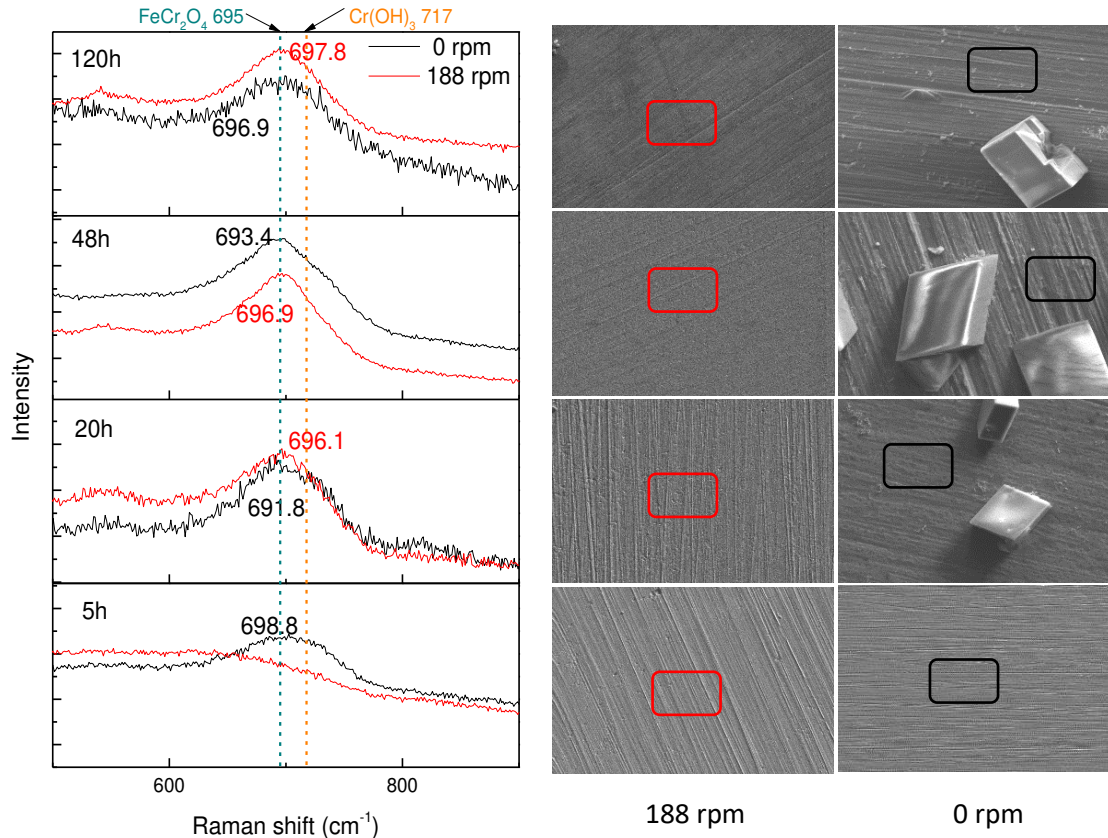 FeCr₂O₄ 695
Cr(OH)₃ 717
120h
697.8
0 rpm
188 rpm
696.9
48h
693.4
696.9
20h
696.1
691.8
5h
698.8
Intensity
600
800
Raman shift (cm⁻¹)
188 rpm
0 rpm